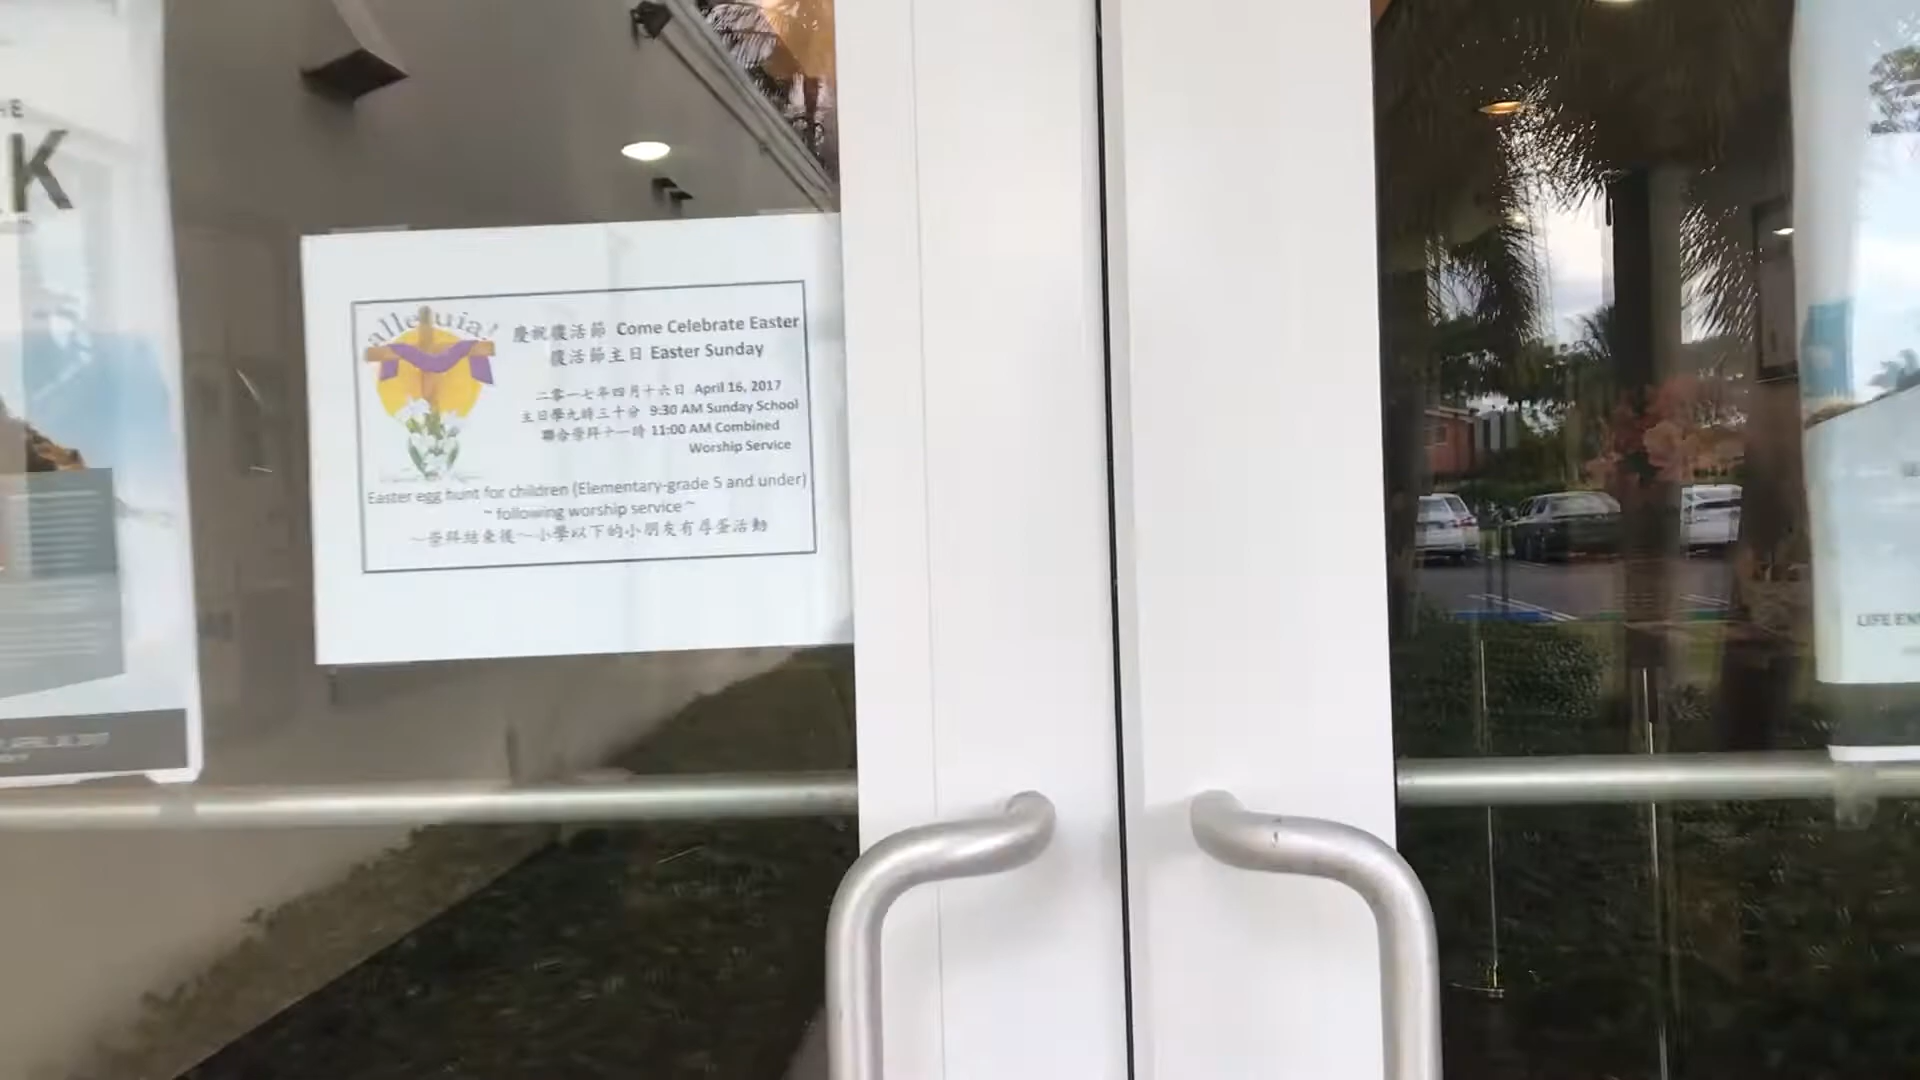 HE
K
alleluia!
慶祝復活節 Come Celebrate Easter
復活節主日 Easter Sunday
二零一七年四月十六日 April 16, 2017
主日學九時三十分 9:30 AM Sunday School
聯合崇拜十一時 11:00 AM Combined
Worship Service
Easter egg hunt for children (Elementary-grade 5 and under)
~ following worship service ~
~崇拜結束後~小學以下的小朋友有尋蛋活動
LIFE EN